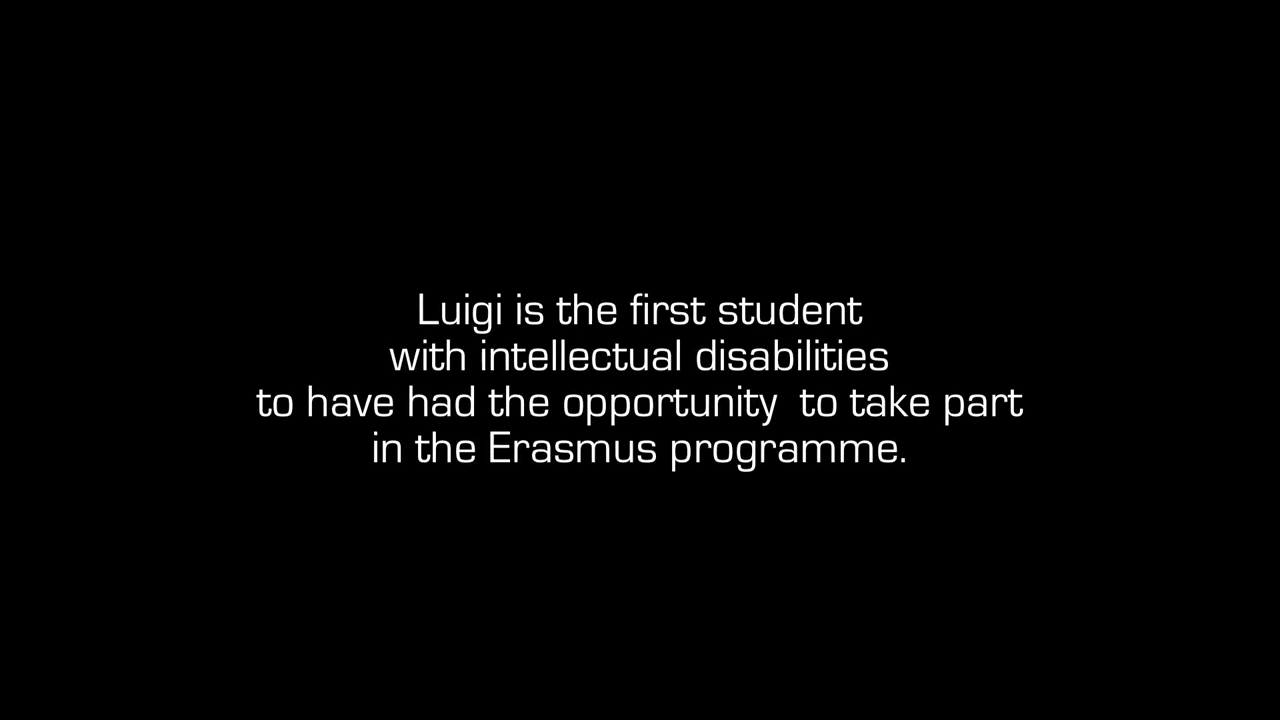 Luigi is the first student
with intellectual disabilities
to have had the opportunity  to take part
in the Erasmus programme.